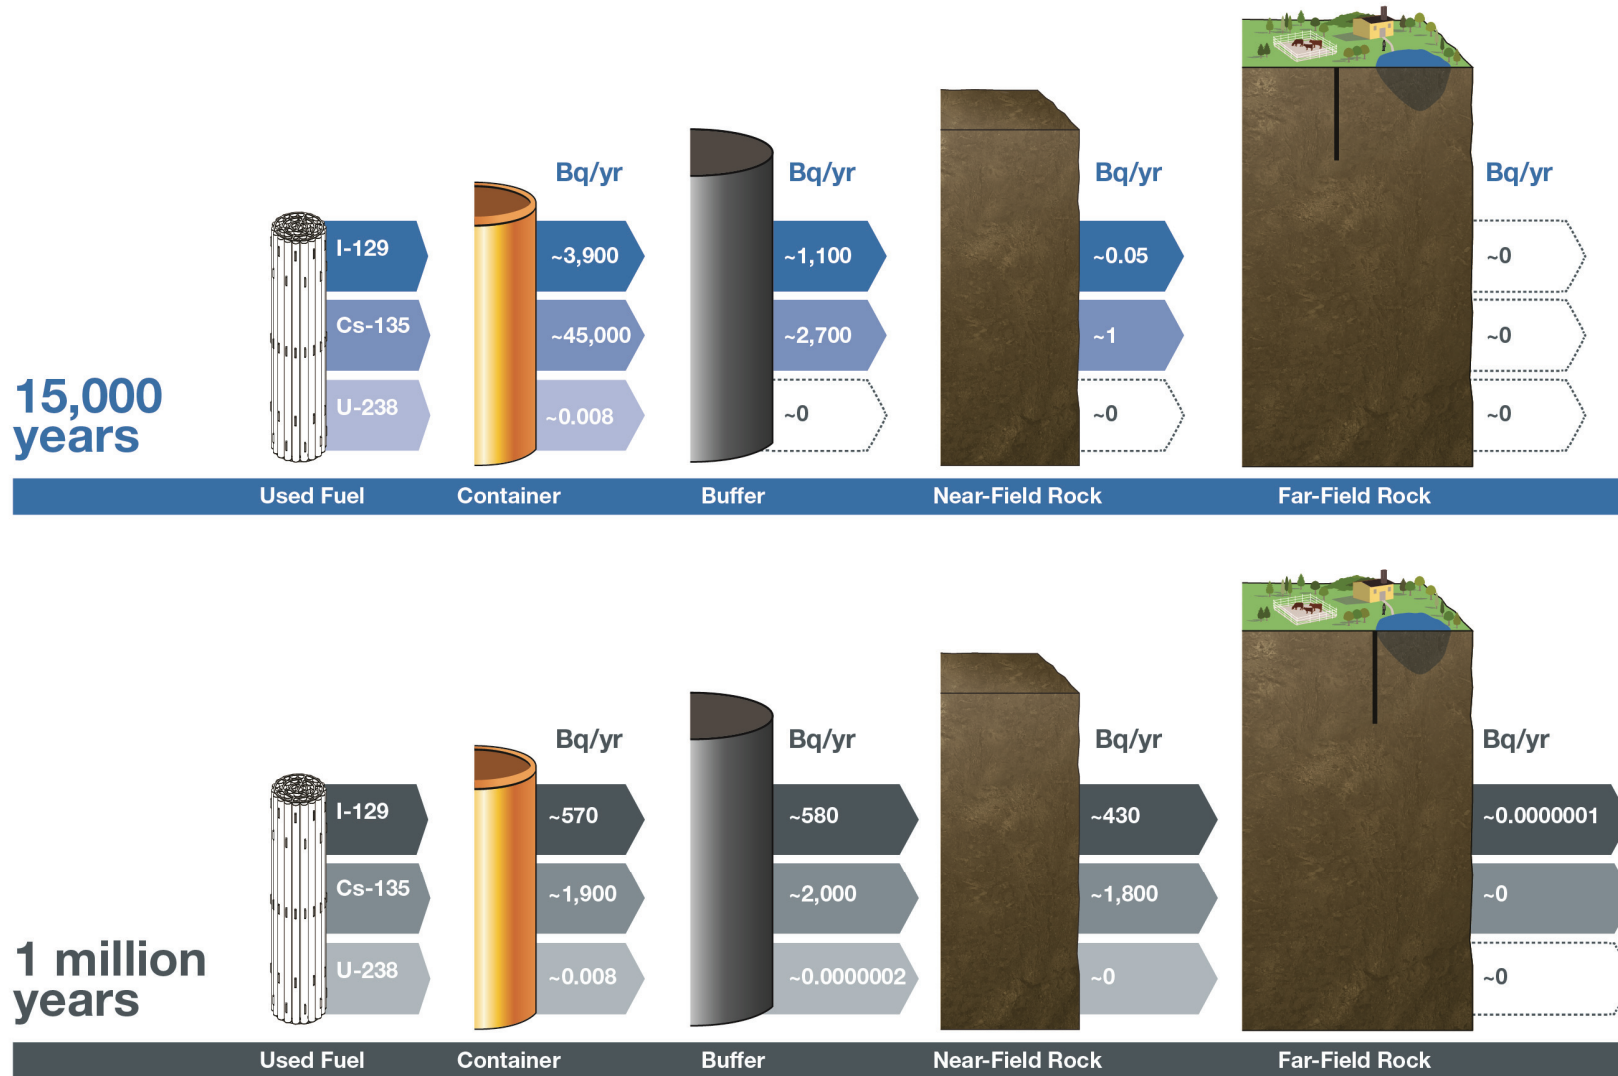 Bq/yr Bq/yr Bq/yr Bq/yr
I-129 ~3,900 ~1,100 ~0.05 ~0
Cs-135 ~45,000 ~2,700 ~1 ~0
U-238 ~0.008 ~0 ~0 ~0
15,000
years
Used Fuel Container Buffer Near-Field Rock Far-Field Rock
Bq/yr Bq/yr Bq/yr Bq/yr
I-129 ~570 ~580 ~430 ~0.0000001
Cs-135 ~1,900 ~2,000 ~1,800 ~0
U-238 ~0.008 ~0.0000002 ~0 ~0
1 million
years
Used Fuel Container Buffer Near-Field Rock Far-Field Rock